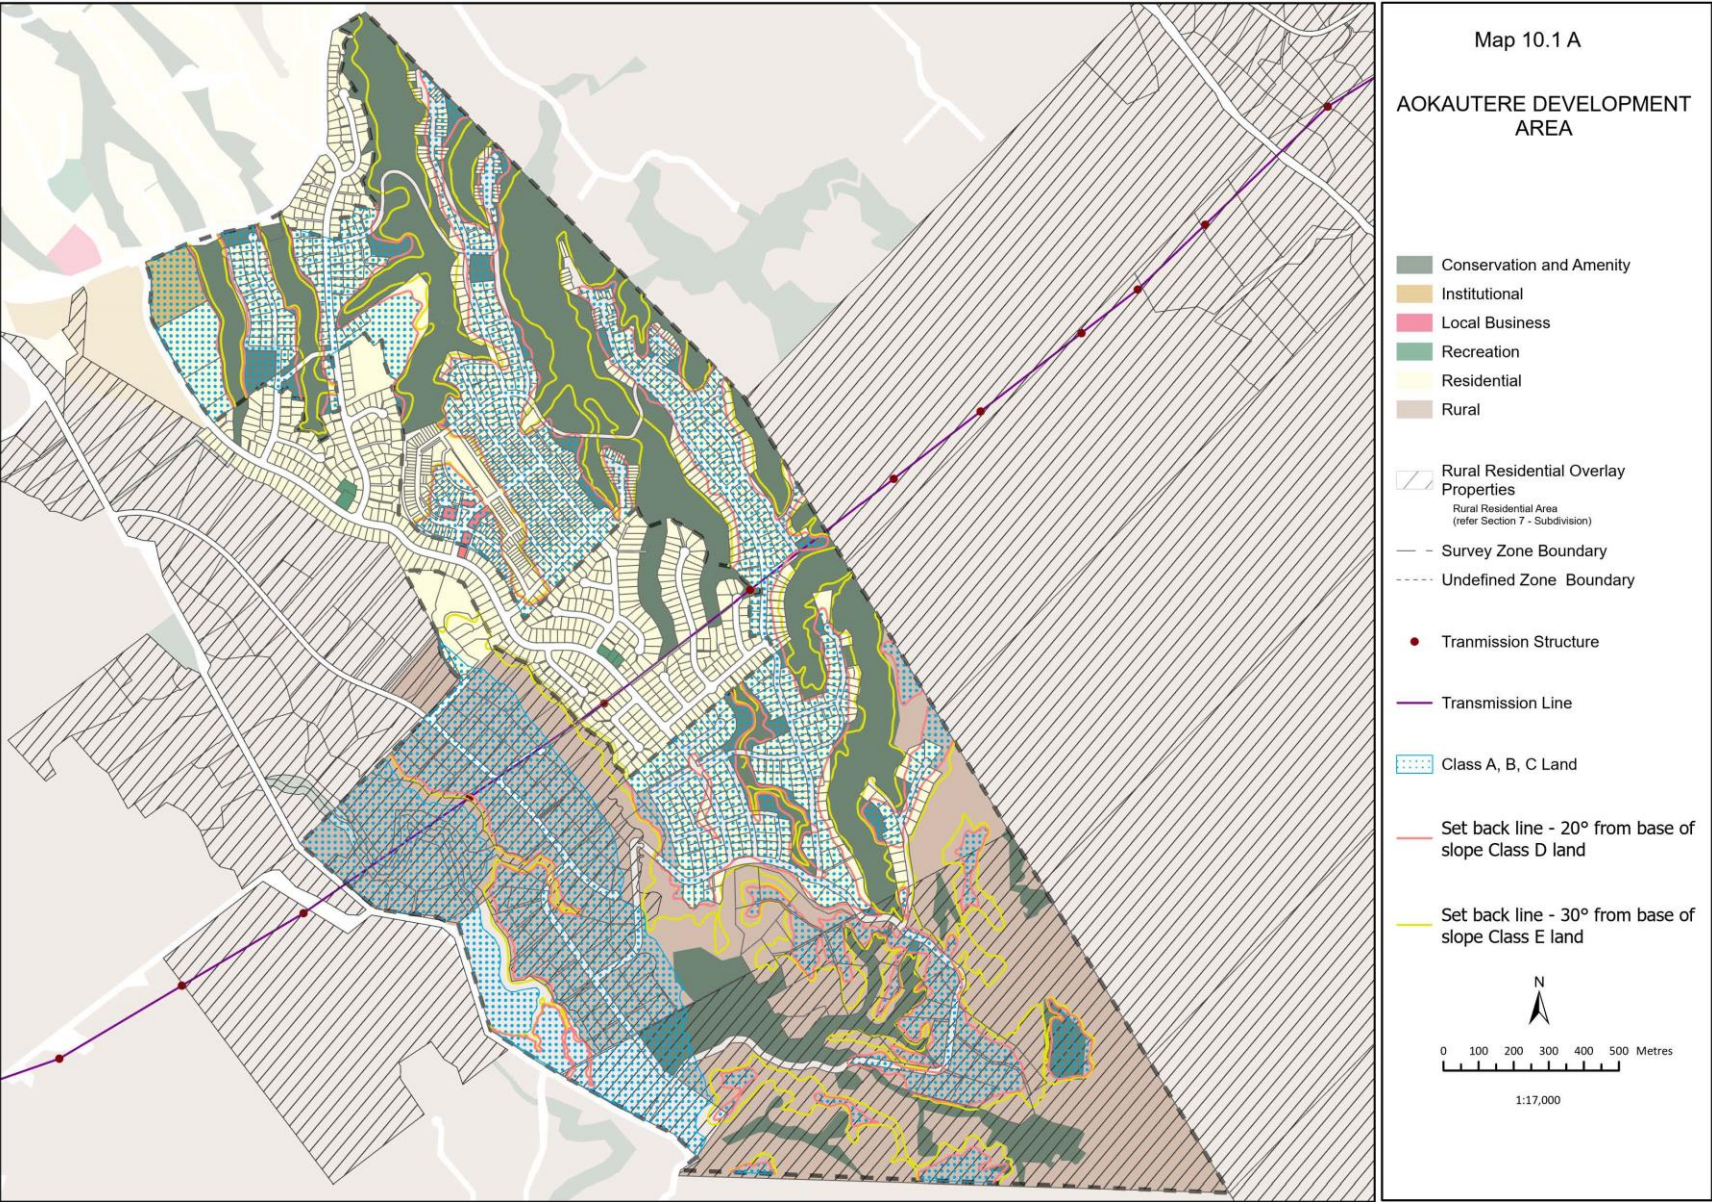 Map 10.1 A
AOKAUTERE DEVELOPMENT
AREA
Conservation and Amenity
Institutional
Local Business
Recreation
Residential
Rural
Rural Residential Overlay
Properties
Rural Residential Area
(refer Section 7 - Subdivision)
Survey Zone Boundary
Undefined Zone Boundary
Tranmission Structure
Transmission Line
Class A, B, C Land
Set back line - 20° from base of
slope Class D land
Set back line - 30° from base of
slope Class E land
N
0 100 200 300 400 500 Metres
1:17,000